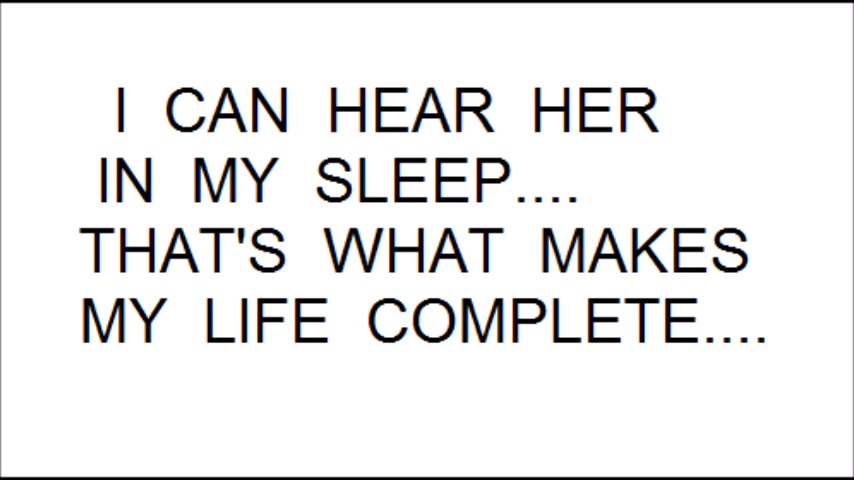 I CAN HEAR HER
IN MY SLEEP....
THAT'S WHAT MAKES
MY LIFE COMPLETE....